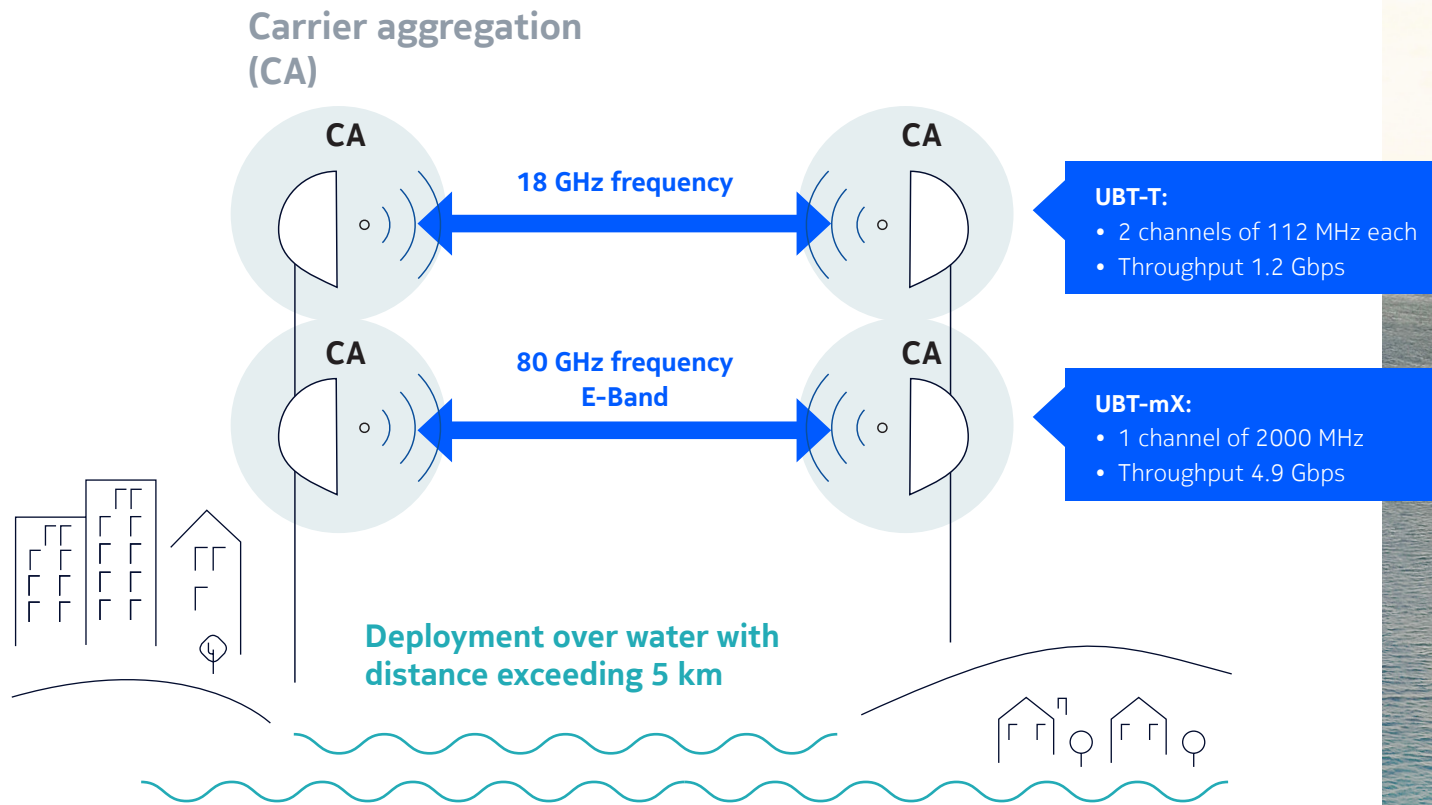 Carrier aggregation
(CA)
CA
CA
18 GHz frequency
UBT-T:
• 2 channels of 112 MHz each
• Throughput 1.2 Gbps
CA
CA
80 GHz frequency
E-Band
UBT-mX:
• 1 channel of 2000 MHz
• Throughput 4.9 Gbps
Deployment over water with
distance exceeding 5 km